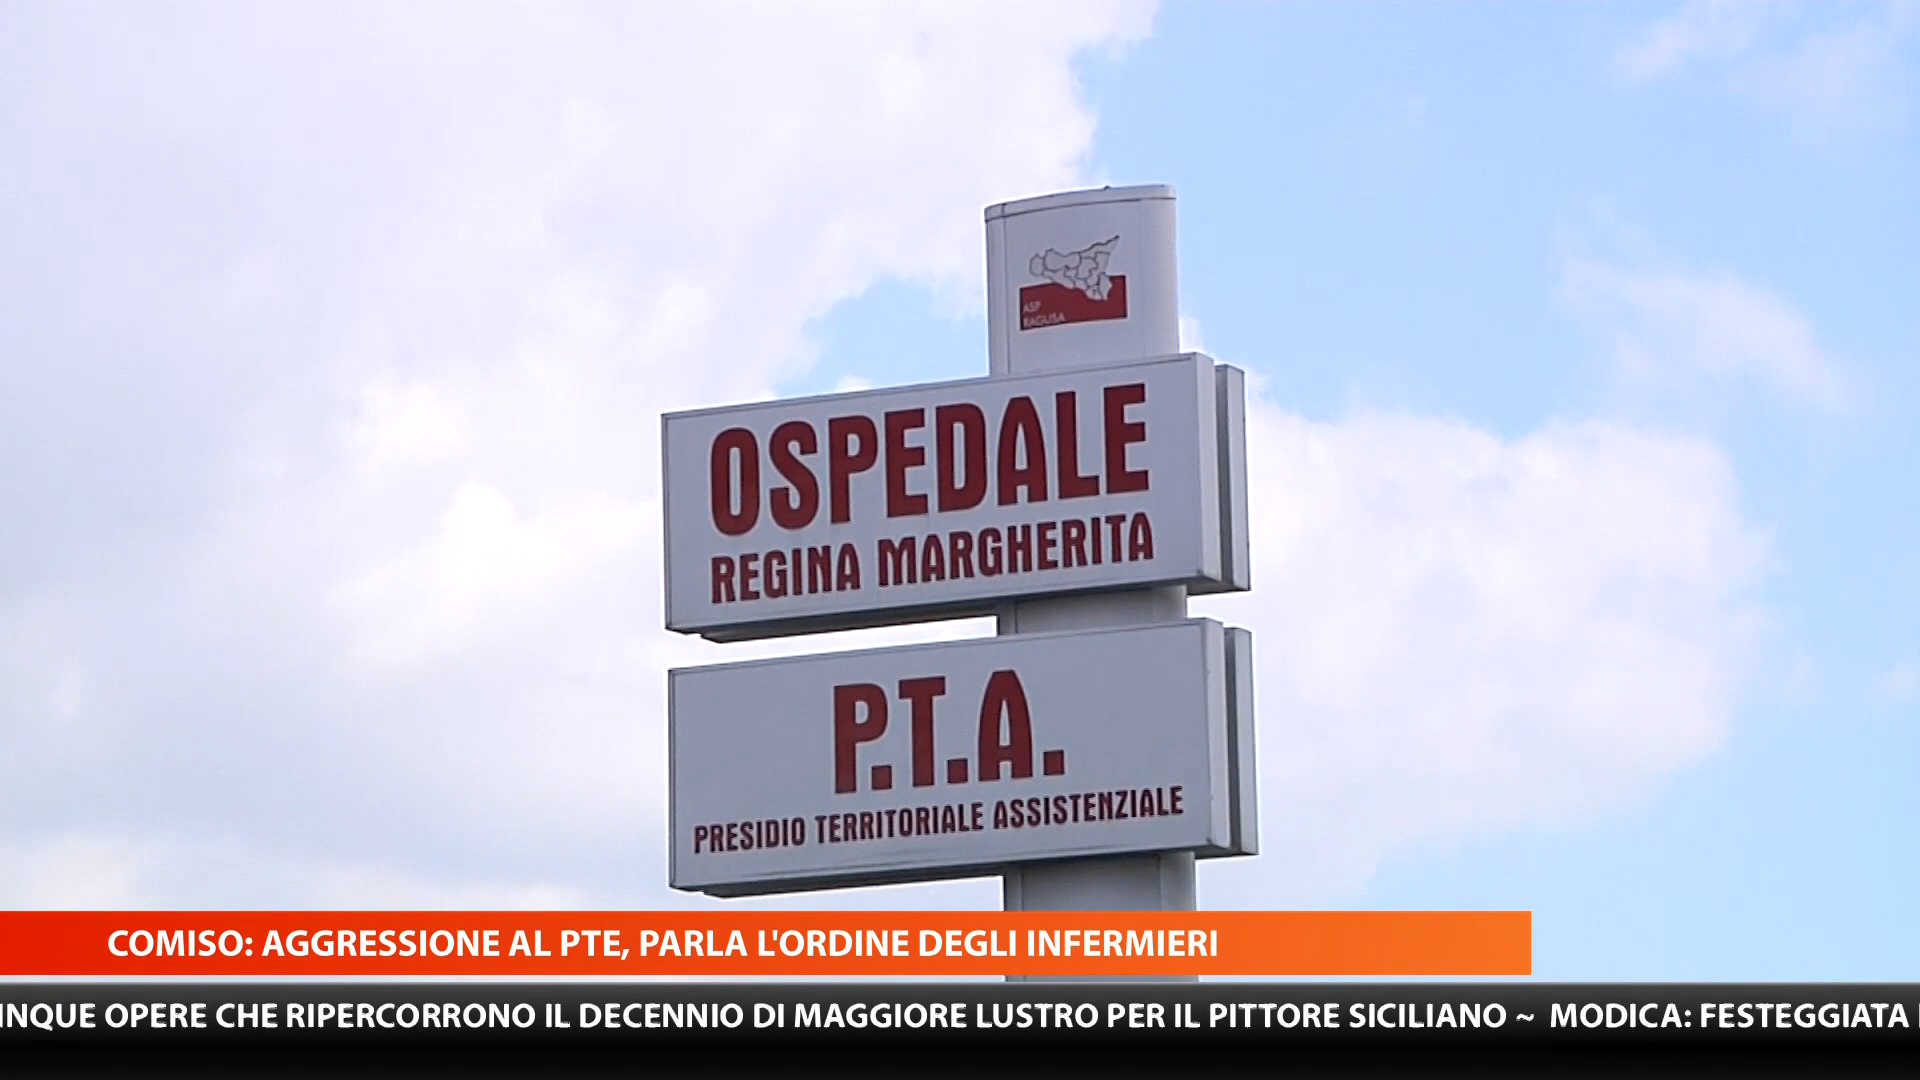 ASP
RAGUSA
OSPEDALE
REGINA MARGHERITA
P.T.A.
PRESIDIO TERRITORIALE ASSISTENZIALE
COMISO: AGGRESSIONE AL PTE, PARLA L'ORDINE DEGLI INFERMIERI
INQUE OPERE CHE RIPERCORRONO IL DECENNIO DI MAGGIORE LUSTRO PER IL PITTORE SICILIANO ~ MODICA: FESTEGGIATA